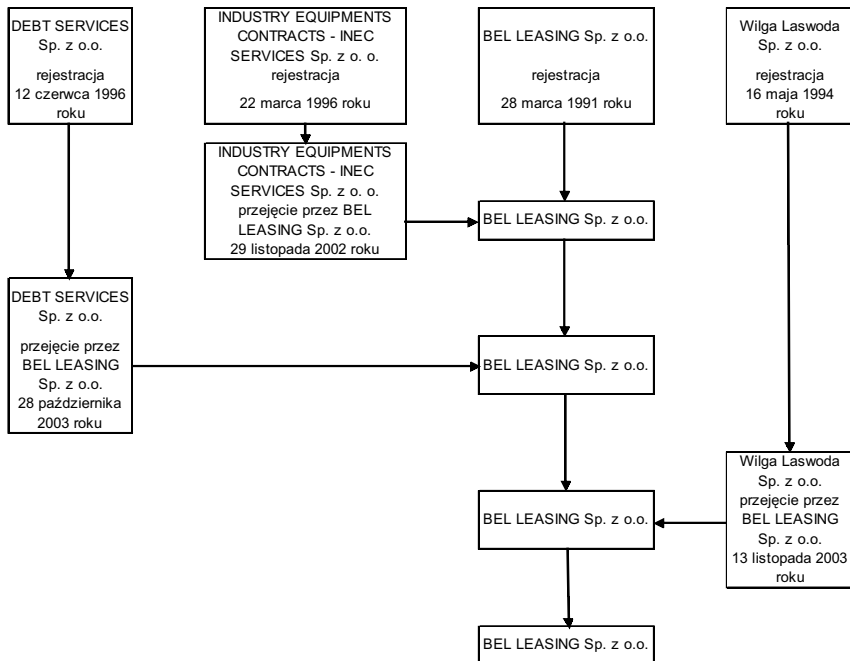 DEBT SERVICES
Sp. z o.o.
rejestracja
12 czerwca 1996
roku
INDUSTRY EQUIPMENTS
CONTRACTS - INEC
SERVICES Sp. z o. o.
rejestracja
22 marca 1996 roku
BEL LEASING Sp. z o.o.
rejestracja
28 marca 1991 roku
Wilga Laswoda
Sp. z o.o.
rejestracja
16 maja 1994
roku
INDUSTRY EQUIPMENTS
CONTRACTS - INEC
SERVICES Sp. z o. o.
przejęcie przez BEL
LEASING Sp. z o.o.
29 listopada 2002 roku
BEL LEASING Sp. z o.o.
DEBT SERVICES
Sp. z o.o.
przejęcie przez
BEL LEASING
Sp. z o.o.
28 października
2003 roku
BEL LEASING Sp. z o.o.
Wilga Laswoda
Sp. z o.o.
przejęcie przez
BEL LEASING
Sp. z o.o.
13 listopada 2003
roku
BEL LEASING Sp. z o.o.
BEL LEASING Sp. z o.o.